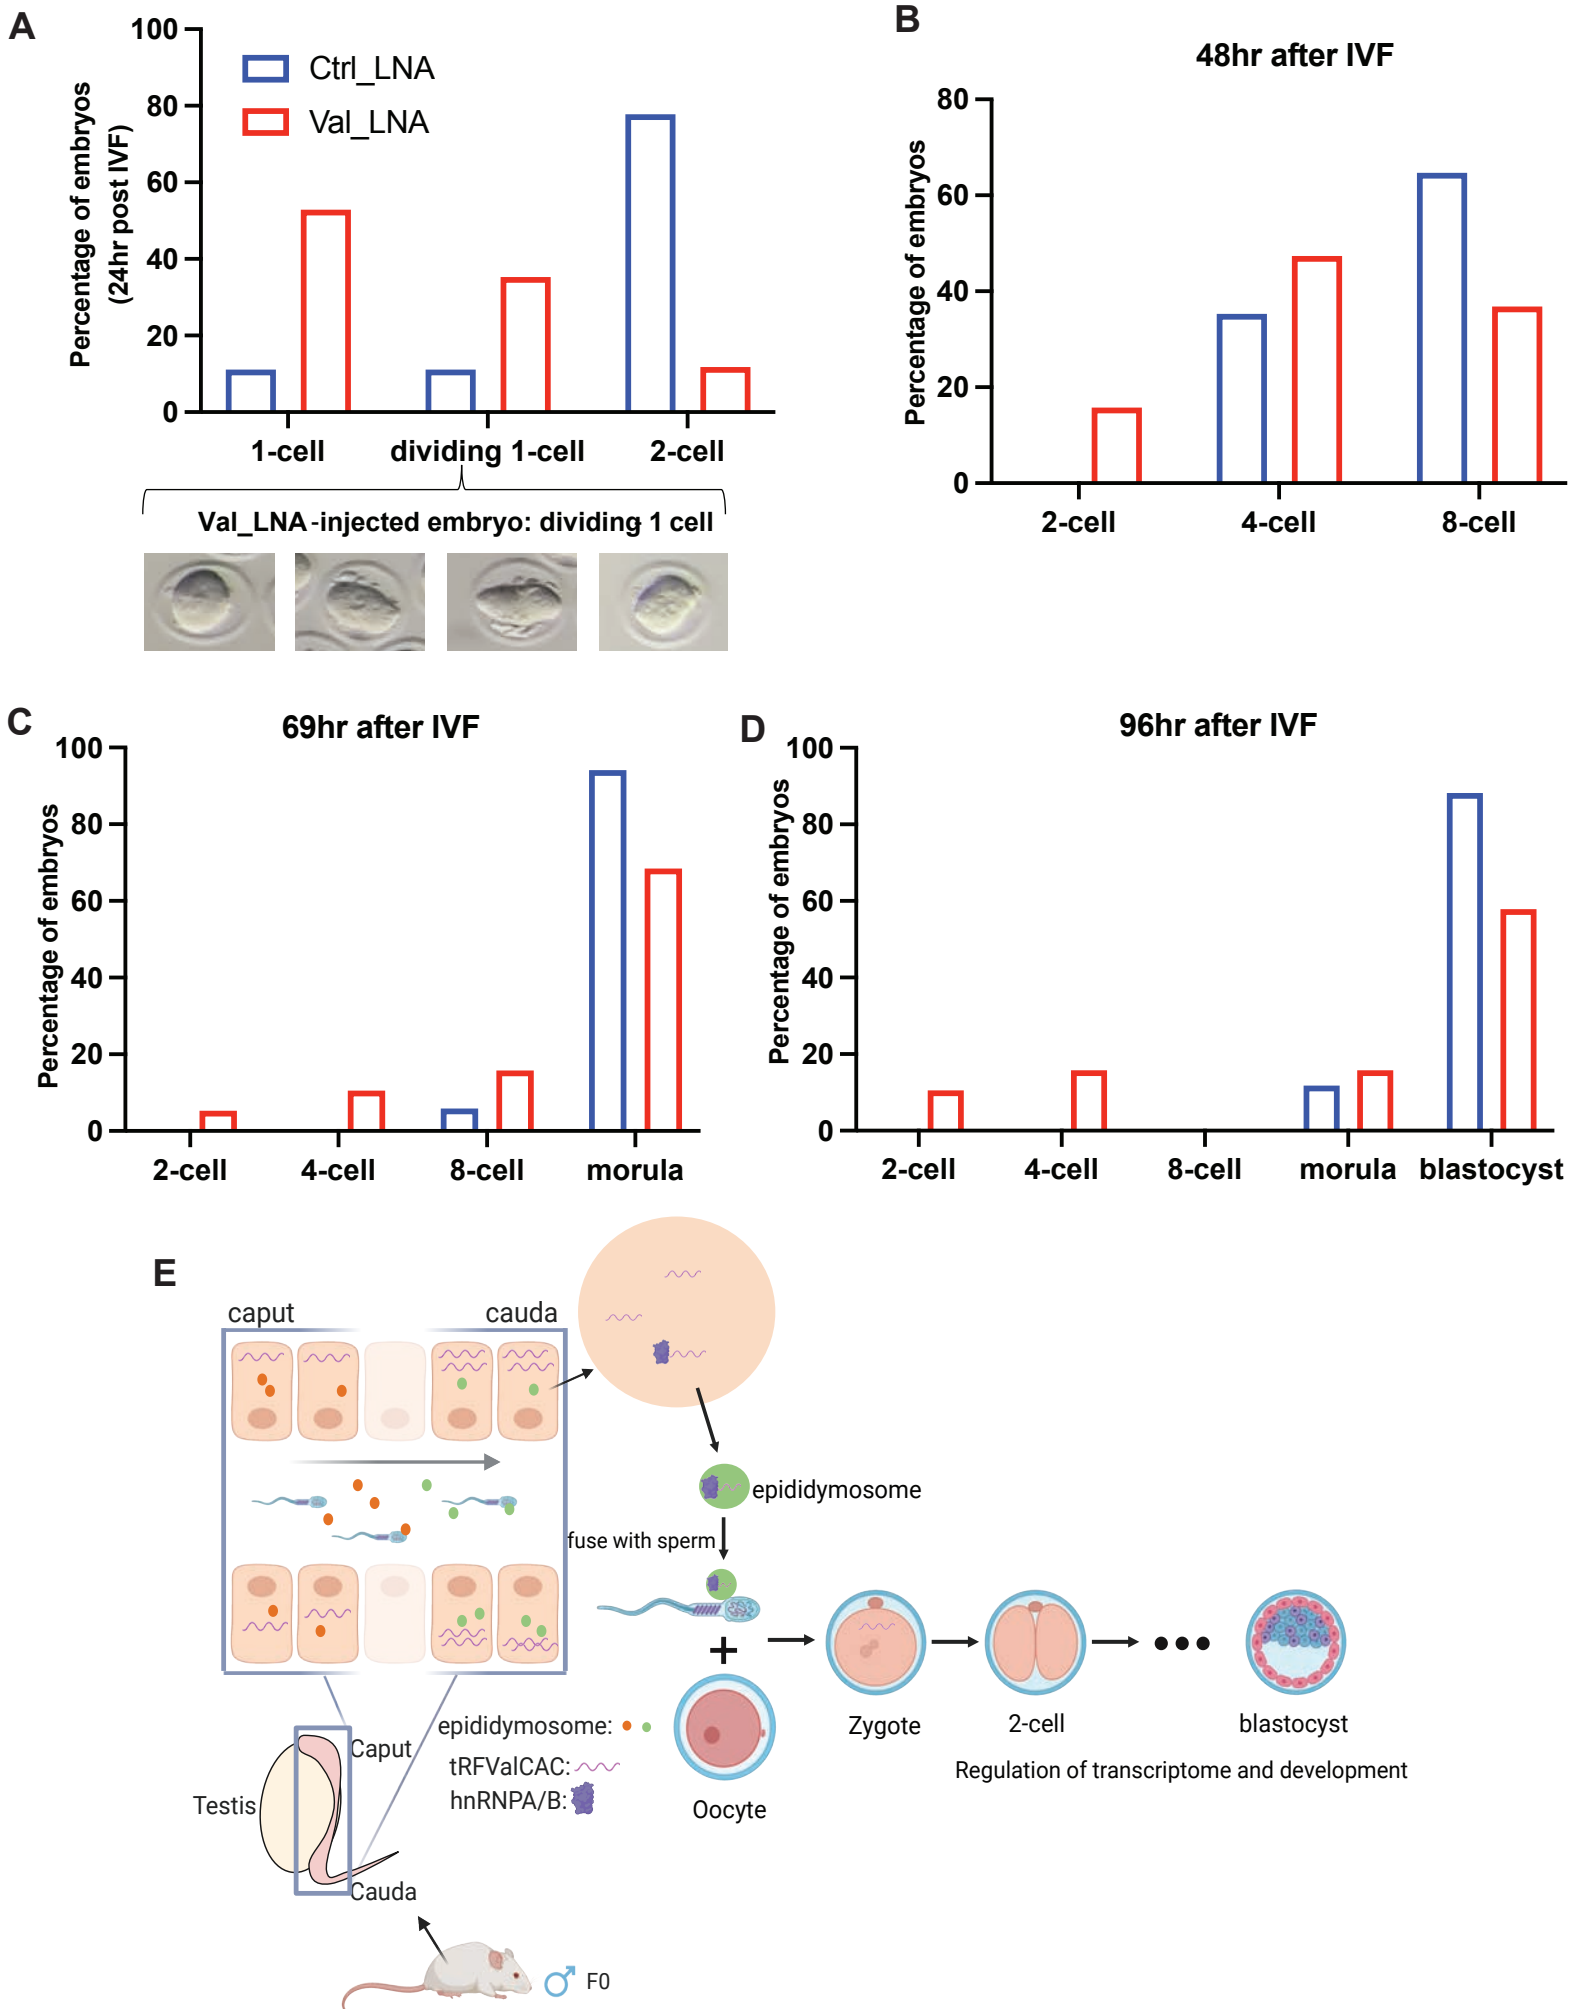 A
100
80
60
40
20
0
Percentage of embryos
(24hr post IVF)
Ctrl_LNA
Val_LNA
1-cell
dividing 1-cell
2-cell
Val_LNA-injected embryo: dividing 1 cell
B
48hr after IVF
80
60
40
20
0
Percentage of embryos
2-cell
4-cell
8-cell
C
69hr after IVF
100
80
60
40
20
0
Percentage of embryos
2-cell
4-cell
8-cell
morula
D
96hr after IVF
100
80
60
40
20
0
Percentage of embryos
2-cell
4-cell
8-cell
morula
blastocyst
E
caput
cauda
epididymosome
fuse with sperm
+
epididymosome:
tRFValCAC:
hnRNPA/B:
Oocyte
Zygote
2-cell
blastocyst
Regulation of transcriptome and development
Caput
Testis
Cauda
♂ F0